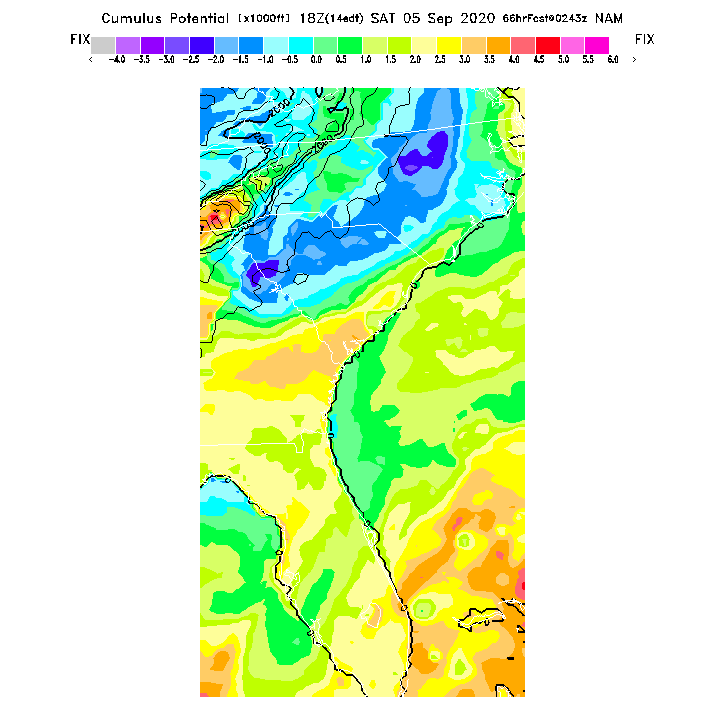 Cumulus Potential [x1000ft] 18Z(14edt) SAT 05 Sep 2020 66hrFcst@0243z NAM
FIX FIX
< -4.0 -3.5 -3.0 -2.5 -2.0 -1.5 -1.0 -0.5 0.0 0.5 1.0 1.5 2.0 2.5 3.0 3.5 4.0 4.5 5.0 5.5 6.0 >
2000
2000